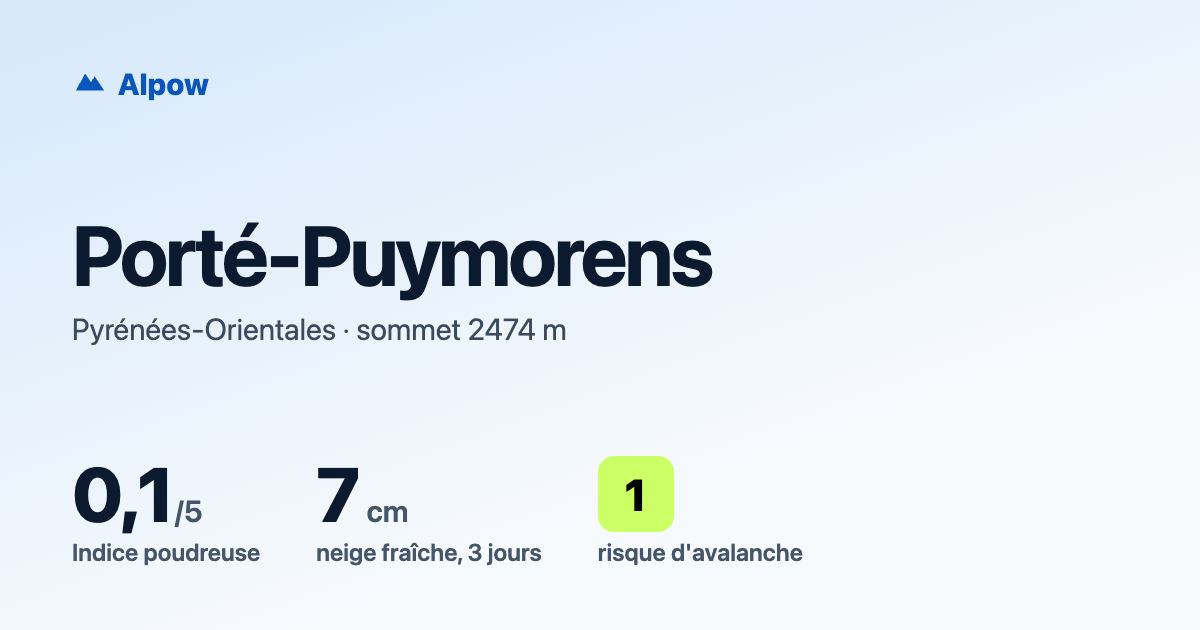 Alpow
Porté-Puymorens
Pyrénées-Orientales · sommet 2474 m
0,1/5 7 cm 1
Indice poudreuse neige fraîche, 3 jours risque d'avalanche